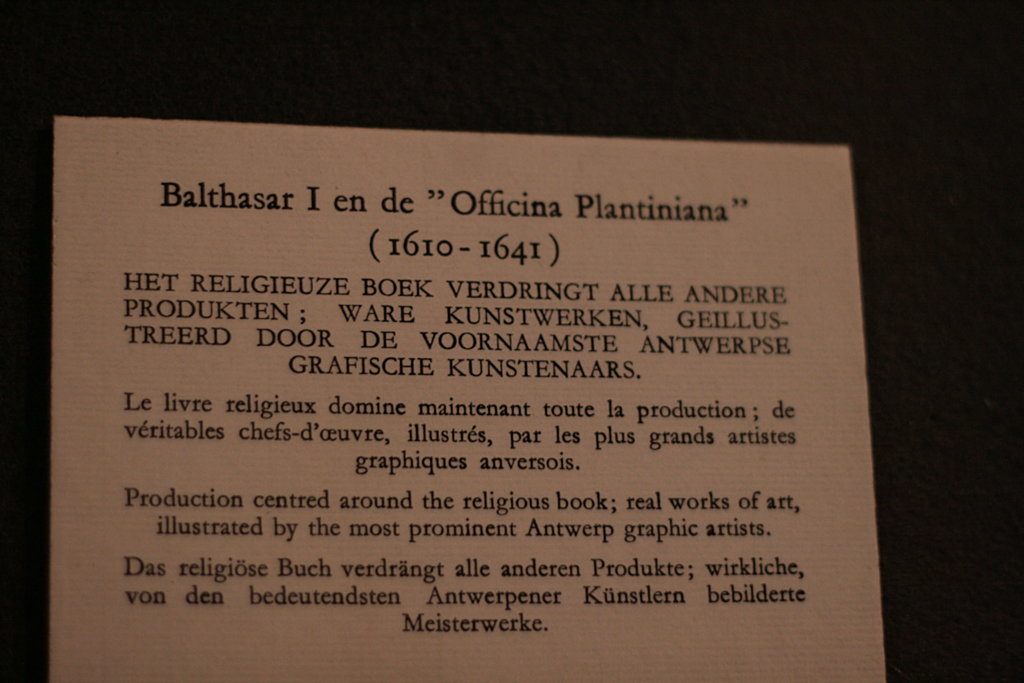 Balthasar I en de ”Officina Plantiniana”
(1610-1641)
HET RELIGIEUZE BOEK VERDRINGT ALLE ANDERE
PRODUKTEN; WARE KUNSTWERKEN, GEILLUS-
TREERD DOOR DE VOORNAAMSTE ANTWERPSE
GRAFISCHE KUNSTENAARS.
Le livre religieux domine maintenant toute la production; de
véritables chefs-d'œuvre, illustrés, par les plus grands artistes
graphiques anversois.
Production centred around the religious book; real works of art,
illustrated by the most prominent Antwerp graphic artists.
Das religiöse Buch verdrängt alle anderen Produkte; wirkliche,
von den bedeutendsten Antwerpener Künstlern bebilderte
Meisterwerke.